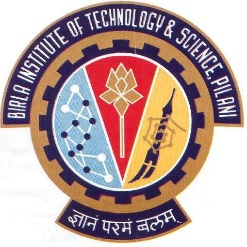 BIRLA INSTITUTE OF TECHNOLOGY & SCIENCE, PILANI
ज्ञानं परमं बलम्